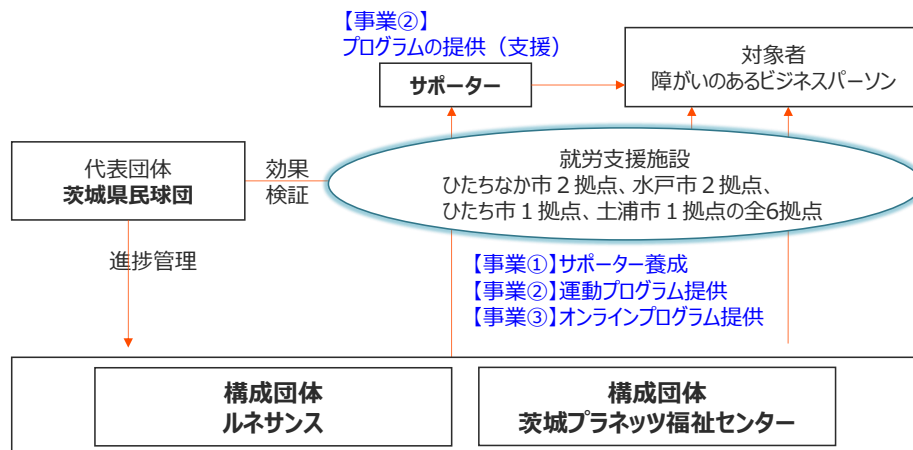 【事業②】
プログラムの提供（支援）
サポーター
対象者
障がいのあるビジネスパーソン
代表団体
茨城県民球団
効果
検証
就労支援施設
ひたちなか市２拠点、水戸市２拠点、
ひたち市１拠点、土浦市１拠点の全6拠点
進捗管理
【事業①】サポーター養成
【事業②】運動プログラム提供
【事業③】オンラインプログラム提供
構成団体
ルネサンス
構成団体
茨城プラネッツ福祉センター